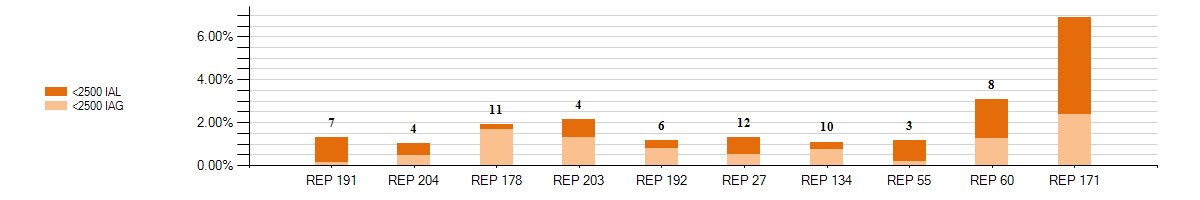 6.00%
4.00%
2.00%
0.00%
<2500 IAL
<2500 IAG
7
4
11
4
6
12
10
3
8
REP 191
REP 204
REP 178
REP 203
REP 192
REP 27
REP 134
REP 55
REP 60
REP 171